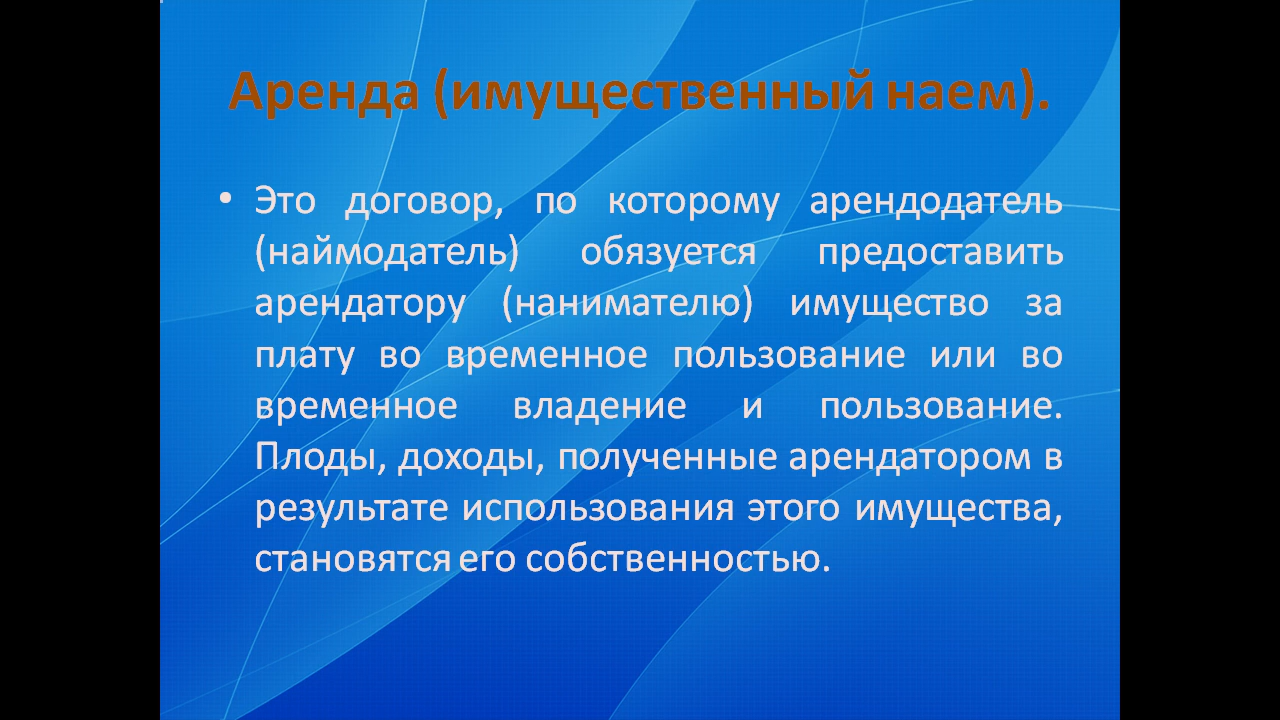 Аренда (имущественный наем).
• Это договор, по которому арендодатель
(наймодатель) обязуется предоставить
арендатору (нанимателю) имущество за
плату во временное пользование или во
временное владение и пользование.
Плоды, доходы, полученные арендатором в
результате использования этого имущества,
становятся его собственностью.